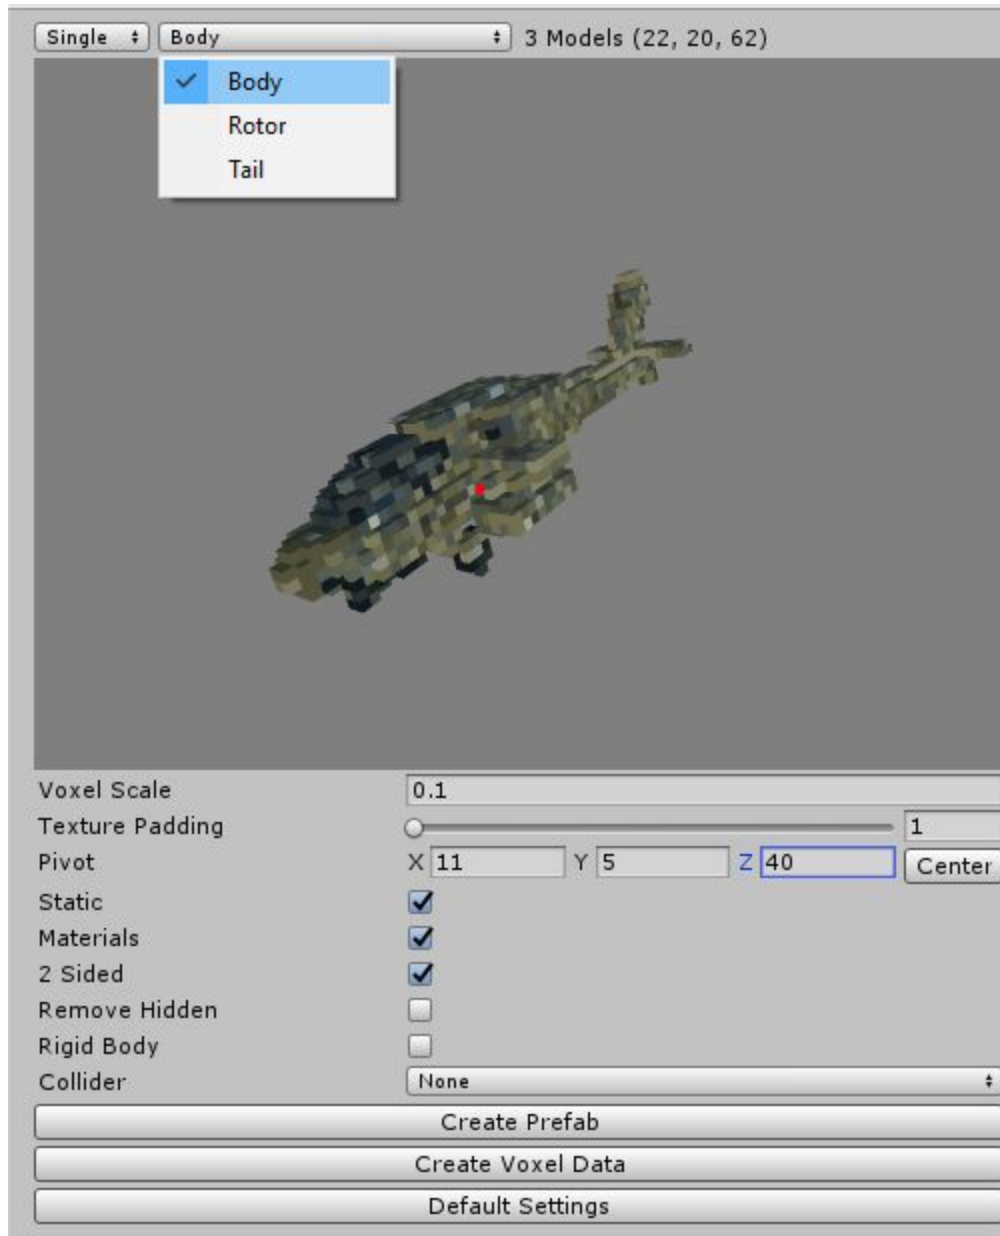 Single Body 3 Models (22, 20, 62)
Body
Rotor
Tail
Voxel Scale 0.1
Texture Padding 1
Pivot X 11 Y 5 Z 40 Center
Static
Materials
2 Sided
Remove Hidden
Rigid Body
Collider None
Create Prefab
Create Voxel Data
Default Settings